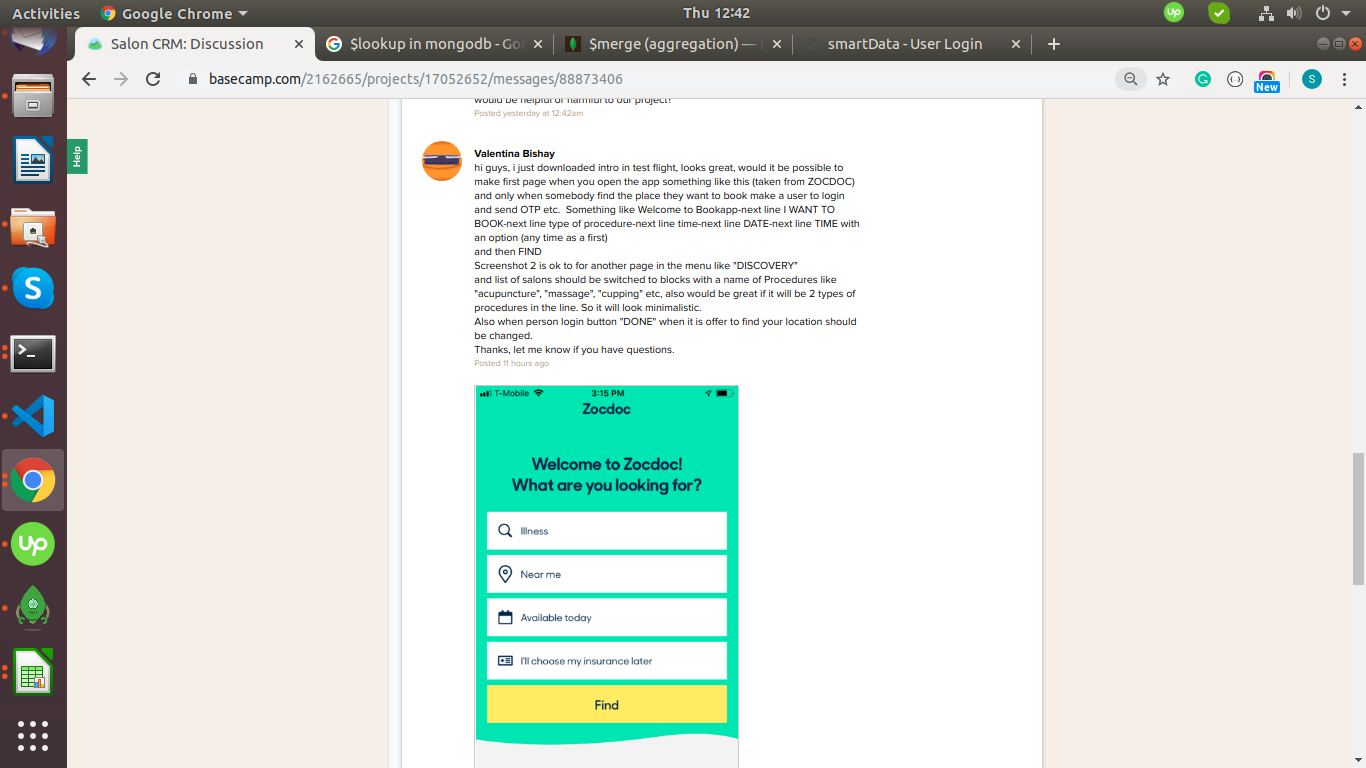 Activities
Google Chrome
Thu 12:42
Salon CRM: Discussion
$lookup in mongodb - Goo
$merge (aggregation) —
smartData - User Login
basecamp.com/2162665/projects/17052652/messages/88873406
New
S
Help
would be helpful or harmful to our project?
Posted yesterday at 12:42am
Valentina Bishay
hi guys, i just downloaded intro in test flight, looks great, would it be possible to
make first page when you open the app something like this (taken from ZOCDOC)
and only when somebody find the place they want to book make a user to login
and send OTP etc.  Something like Welcome to Bookapp-next line I WANT TO
BOOK-next line type of procedure-next line time-next line DATE-next line TIME with
an option (any time as a first)
and then FIND
Screenshot 2 is ok to for another page in the menu like "DISCOVERY"
and list of salons should be switched to blocks with a name of Procedures like
"acupuncture", "massage", "cupping" etc, also would be great if it will be 2 types of
procedures in the line. So it will look minimalistic.
Also when person login button "DONE" when it is offer to find your location should
be changed.
Thanks, let me know if you have questions.
Posted 11 hours ago
T-Mobile
3:15 PM
Zocdoc
Welcome to Zocdoc!
What are you looking for?
Illness
Near me
Available today
I'll choose my insurance later
Find